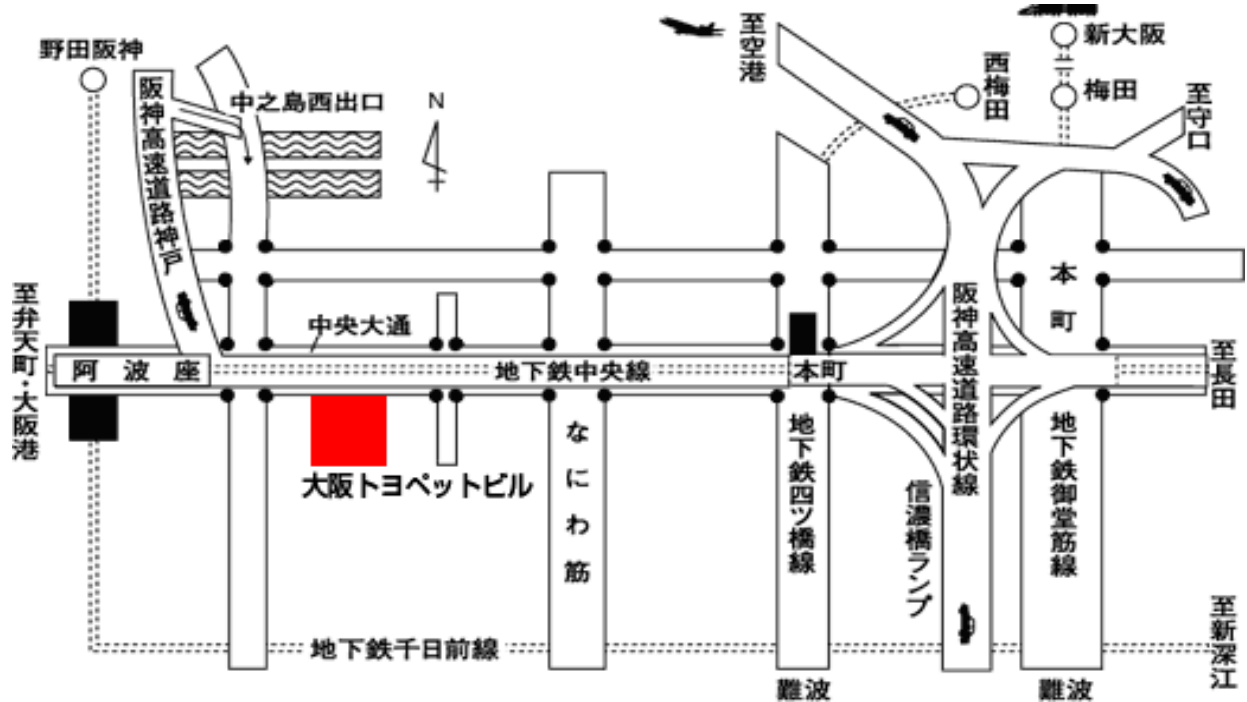 野田阪神
中之島西出口
阪神高速道路神戸
N
至空港
西梅田
新大阪
梅田
至守口
本町
至弁天町・大阪港
阿波座
中央大通
地下鉄中央線
本町
阪神高速道路環状線
至長田
大阪トヨペットビル
なにわ筋
地下鉄四ツ橋線
信濃橋ランプ
地下鉄御堂筋線
地下鉄千日前線
至新深江
難波
難波